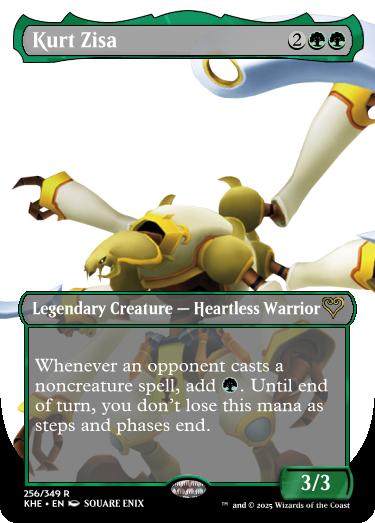 Kurt Zisa 2
Legendary Creature — Heartless Warrior
Whenever an opponent casts a
noncreature spell, add . Until end
of turn, you don't lose this mana as
steps and phases end.
3/3
256/349 R
KHE • EN SQUARE ENIX
™ and © 2025 Wizards of the Coast